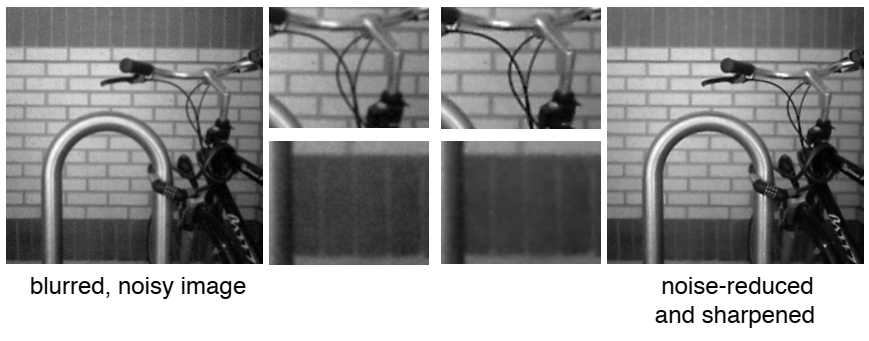 blurred, noisy image
noise-reduced
and sharpened